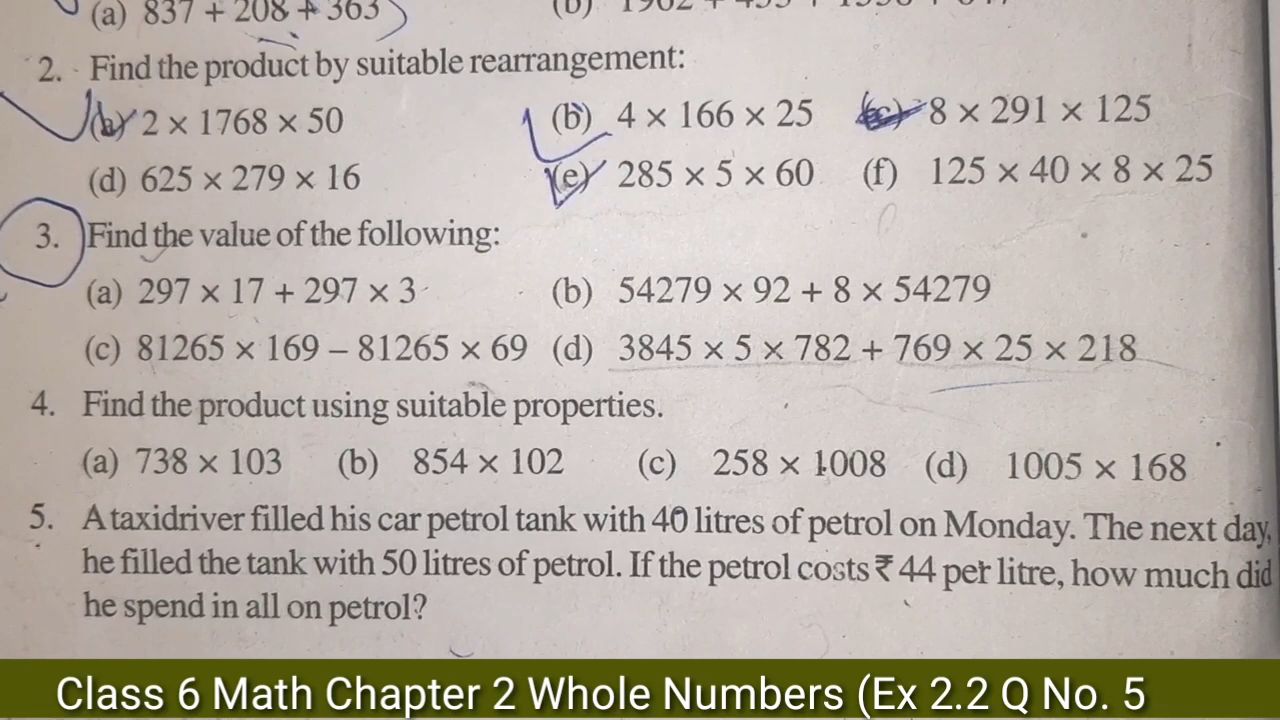 (a) 837 + 208 + 363 (b)
2. Find the product by suitable rearrangement:
(a) 2 × 1768 × 50 (b) 4 × 166 × 25 (c) 8 × 291 × 125
(d) 625 × 279 × 16 (e) 285 × 5 × 60 (f) 125 × 40 × 8 × 25
3. Find the value of the following:
(a) 297 × 17 + 297 × 3 (b) 54279 × 92 + 8 × 54279
(c) 81265 × 169 – 81265 × 69 (d) 3845 × 5 × 782 + 769 × 25 × 218
4. Find the product using suitable properties.
(a) 738 × 103 (b) 854 × 102 (c) 258 × 1008 (d) 1005 × 168
5. A taxidriver filled his car petrol tank with 40 litres of petrol on Monday. The next day,
he filled the tank with 50 litres of petrol. If the petrol costs ₹ 44 per litre, how much did
he spend in all on petrol?
Class 6 Math Chapter 2 Whole Numbers (Ex 2.2 Q No. 5